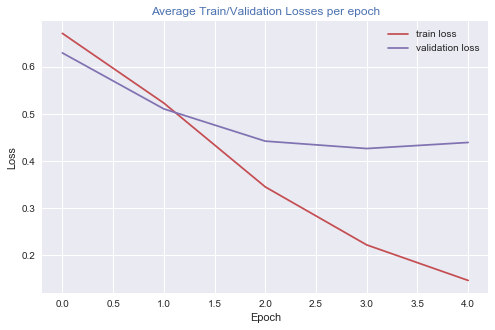 Average Train/Validation Losses per epoch
train loss
validation loss
0.6
0.5
0.4
0.3
0.2
Loss
0.0 0.5 1.0 1.5 2.0 2.5 3.0 3.5 4.0
Epoch